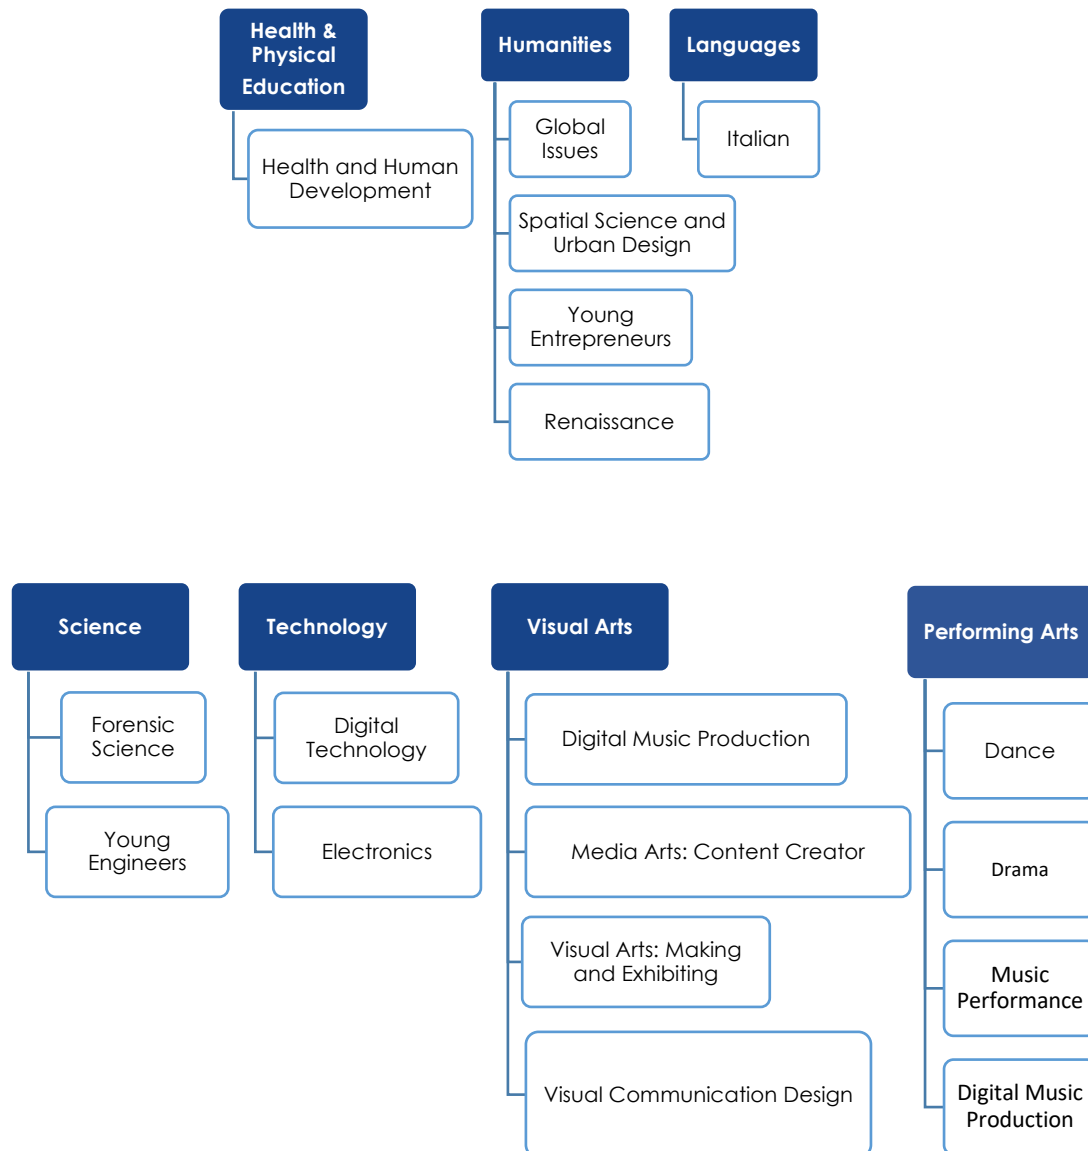 Health &
Physical
Education
Health and Human
Development
Humanities
Global
Issues
Spatial Science and
Urban Design
Young
Entrepreneurs
Renaissance
Languages
Italian
Science
Forensic
Science
Young
Engineers
Technology
Digital
Technology
Electronics
Visual Arts
Digital Music Production
Media Arts: Content Creator
Visual Arts: Making
and Exhibiting
Visual Communication Design
Performing Arts
Dance
Drama
Music
Performance
Digital Music
Production